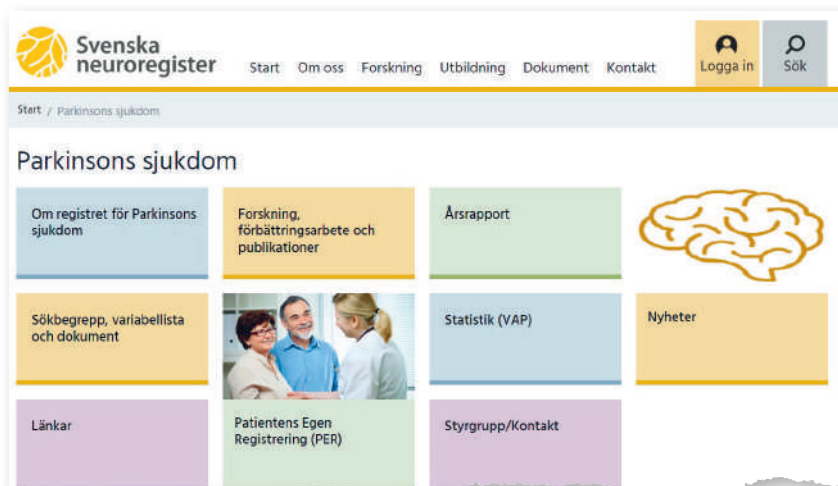 Svenska
neuroregister
Start Om oss Forskning Utbildning Dokument Kontakt
Logga in
Sök
Start / Parkinsons sjukdom
Parkinsons sjukdom
Om registret för Parkinsons
sjukdom
Forskning,
förbättringsarbete och
publikationer
Årsrapport
Sökbegrepp, variabellista
och dokument
Statistik (VAP)
Nyheter
Länkar
Patientens Egen
Registrering (PER)
Styrgrupp/Kontakt